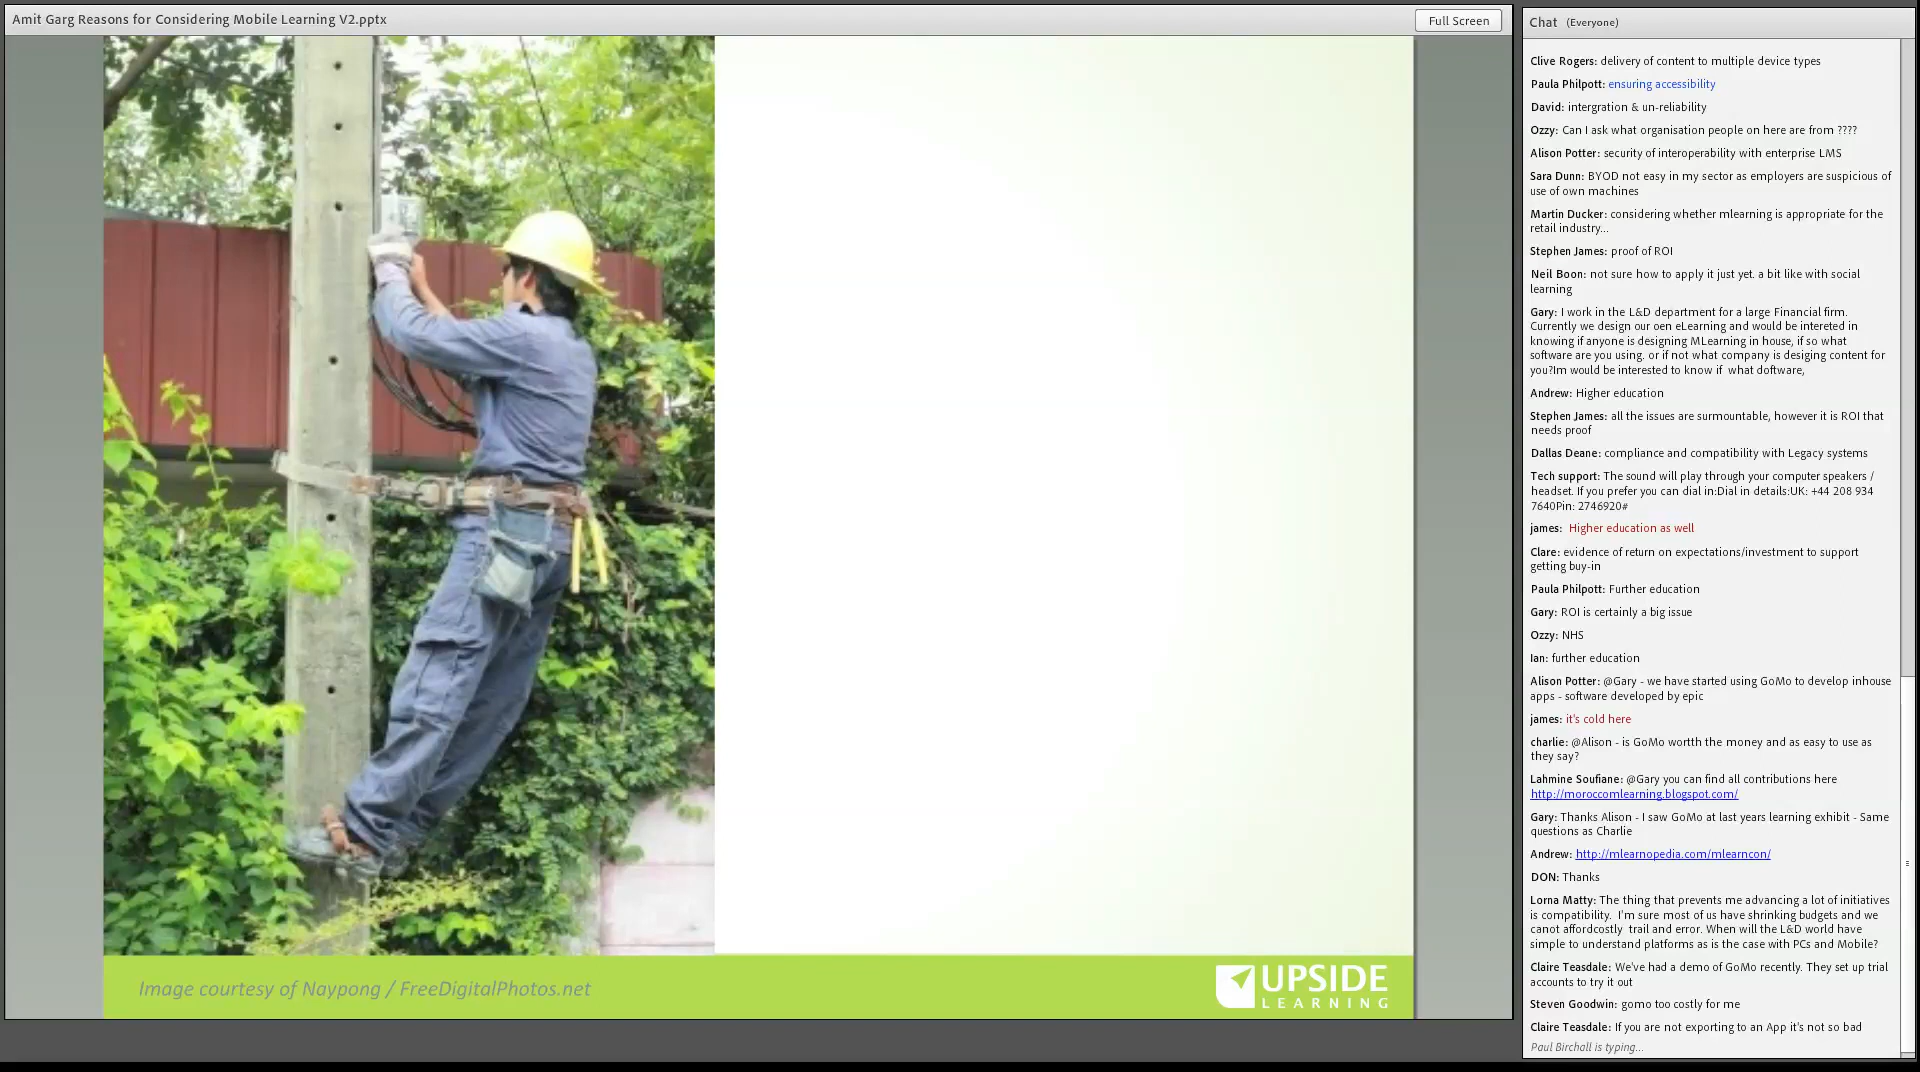 Amit Garg Reasons for Considering Mobile Learning V2.pptx
Full Screen
Image courtesy of Naypong / FreeDigitalPhotos.net
UPSIDE
LEARNING
Chat (Everyone)
Clive Rogers: delivery of content to multiple device types
Paula Philpott: ensuring accessibility
David: intergration & un-reliability
Ozzy: Can I ask what organisation people on here are from ????
Alison Potter: security of interoperability with enterprise LMS
Sara Dunn: BYOD not easy in my sector as employers are suspicious of
use of own machines
Martin Ducker: considering whether mlearning is appropriate for the
retail industry...
Stephen James: proof of ROI
Neil Boon: not sure how to apply it just yet. a bit like with social
learning
Gary: I work in the L&D department for a large Financial firm.
Currently we design our oen eLearning and would be intereted in
knowing if anyone is designing MLearning in house, if so what
software are you using. or if not what company is desiging content for
you?Im would be interested to know if what doftware,
Andrew: Higher education
Stephen James: all the issues are surmountable, however it is ROI that
needs proof
Dallas Deane: compliance and compatibility with Legacy systems
Tech support: The sound will play through your computer speakers /
headset. If you prefer you can dial in:Dial in details:UK: +44 208 934
7640Pin: 2746920#
james: Higher education as well
Clare: evidence of return on expectations/investment to support
getting buy-in
Paula Philpott: Further education
Gary: ROI is certainly a big issue
Ozzy: NHS
Ian: further education
Alison Potter: @Gary - we have started using GoMo to develop inhouse
apps - software developed by epic
james: it's cold here
charlie: @Alison - is GoMo wortth the money and as easy to use as
they say?
Lahmine Soufiane: @Gary you can find all contributions here
http://moroccomlearning.blogspot.com/
Gary: Thanks Alison - I saw GoMo at last years learning exhibit - Same
questions as Charlie
Andrew: http://mlearnopedia.com/mlearncon/
DON: Thanks
Lorna Matty: The thing that prevents me advancing a lot of initiatives
is compatibility. I'm sure most of us have shrinking budgets and we
canot affordcostly trail and error. When will the L&D world have
simple to understand platforms as is the case with PCs and Mobile?
Claire Teasdale: We've had a demo of GoMo recently. They set up trial
accounts to try it out
Steven Goodwin: gomo too costly for me
Claire Teasdale: If you are not exporting to an App it's not so bad
Paul Birchall is typing...